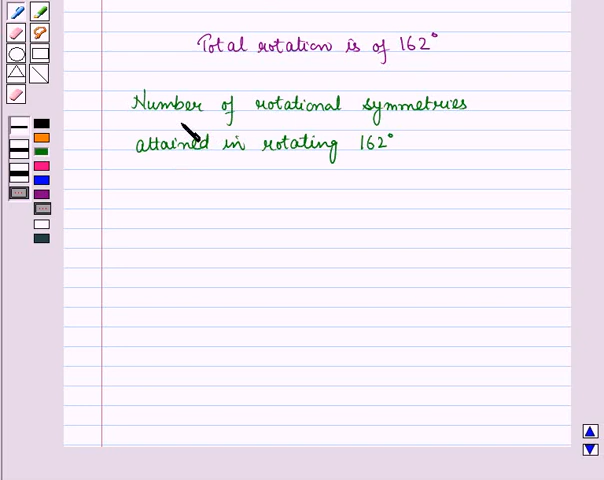 Total rotation is of 162°
Number of rotational symmetries
attained in rotating 162°